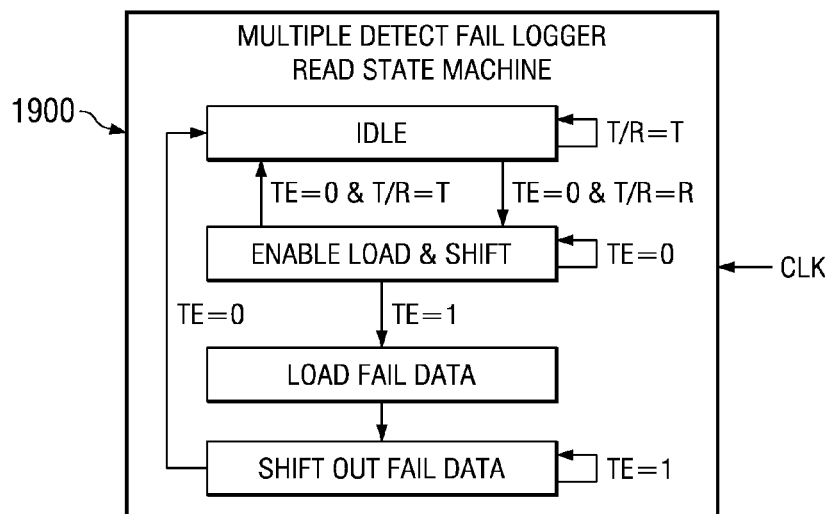 MULTIPLE DETECT FAIL LOGGER
READ STATE MACHINE
1900
IDLE
T/R=T
TE=0 & T/R=T
TE=0 & T/R=R
ENABLE LOAD & SHIFT
TE=0
CLK
TE=0
TE=1
LOAD FAIL DATA
SHIFT OUT FAIL DATA
TE=1